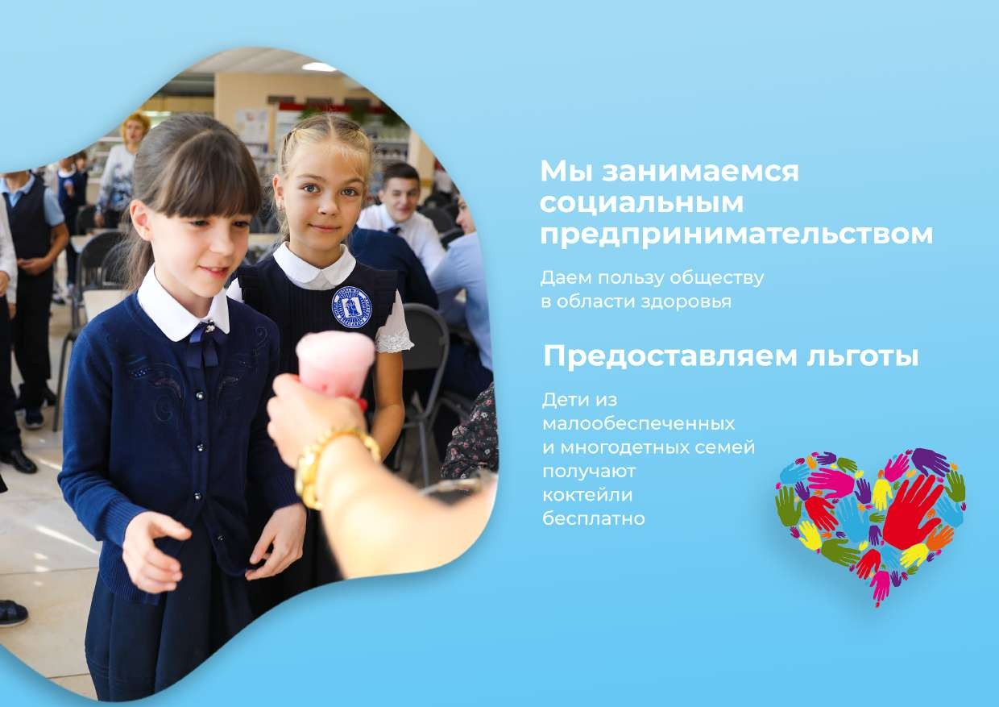 Мы занимаемся
социальным
предпринимательством
Даем пользу обществу
в области здоровья
Предоставляем льготы
Дети из
малообеспеченных
и многодетных семей
получают
коктейли
бесплатно